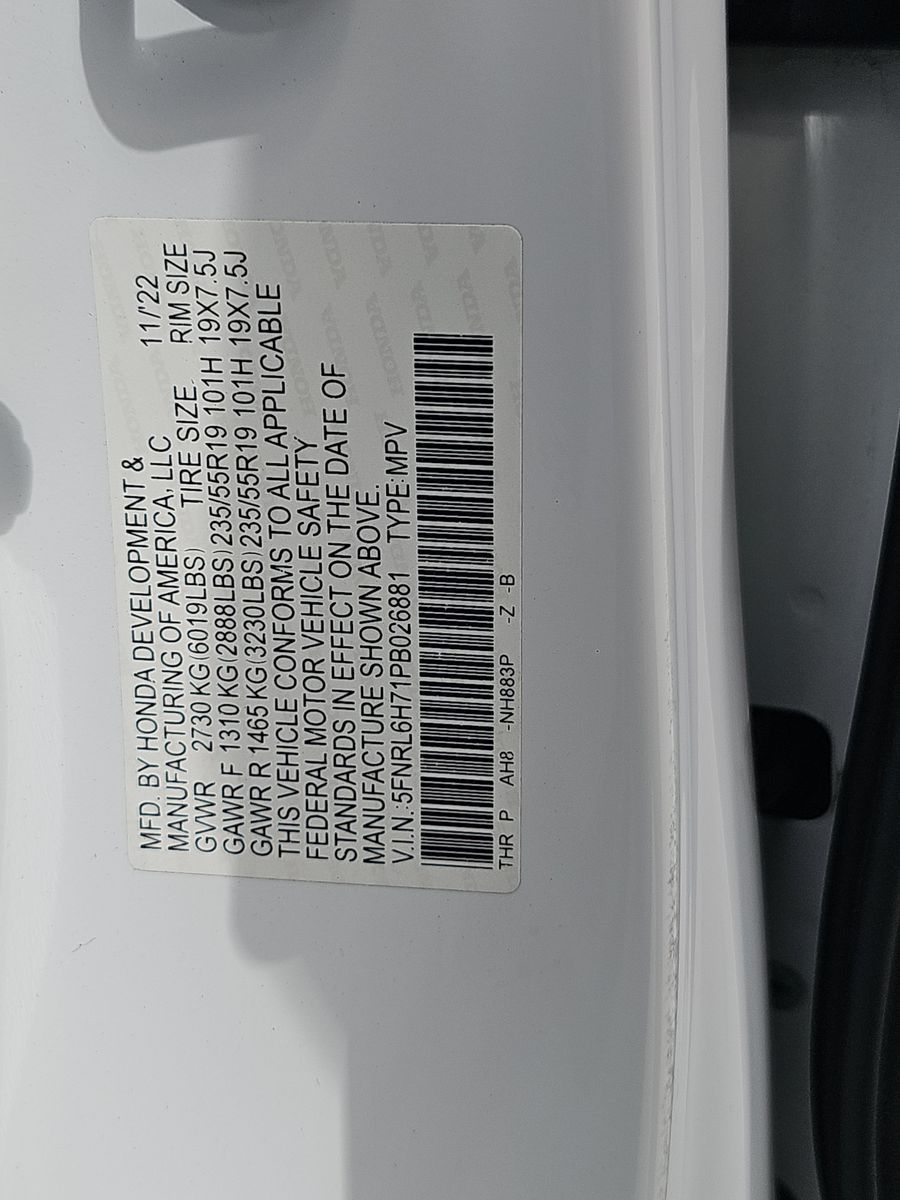 MFD. BY HONDA DEVELOPMENT &
MANUFACTURING OF AMERICA, LLC 11/'22
GVWR 2730 KG(6019LBS) TIRE SIZE RIM SIZE
GAWR F 1310 KG(2888LBS) 235/55R19 101H 19X7.5J
GAWR R 1465 KG(3230LBS) 235/55R19 101H 19X7.5J
THIS VEHICLE CONFORMS TO ALL APPLICABLE
FEDERAL MOTOR VEHICLE SAFETY
STANDARDS IN EFFECT ON THE DATE OF
MANUFACTURE SHOWN ABOVE.
V.I.N.:5FNRL6H71PB026881 TYPE:MPV
THR P AH8 -NH883P -Z -B